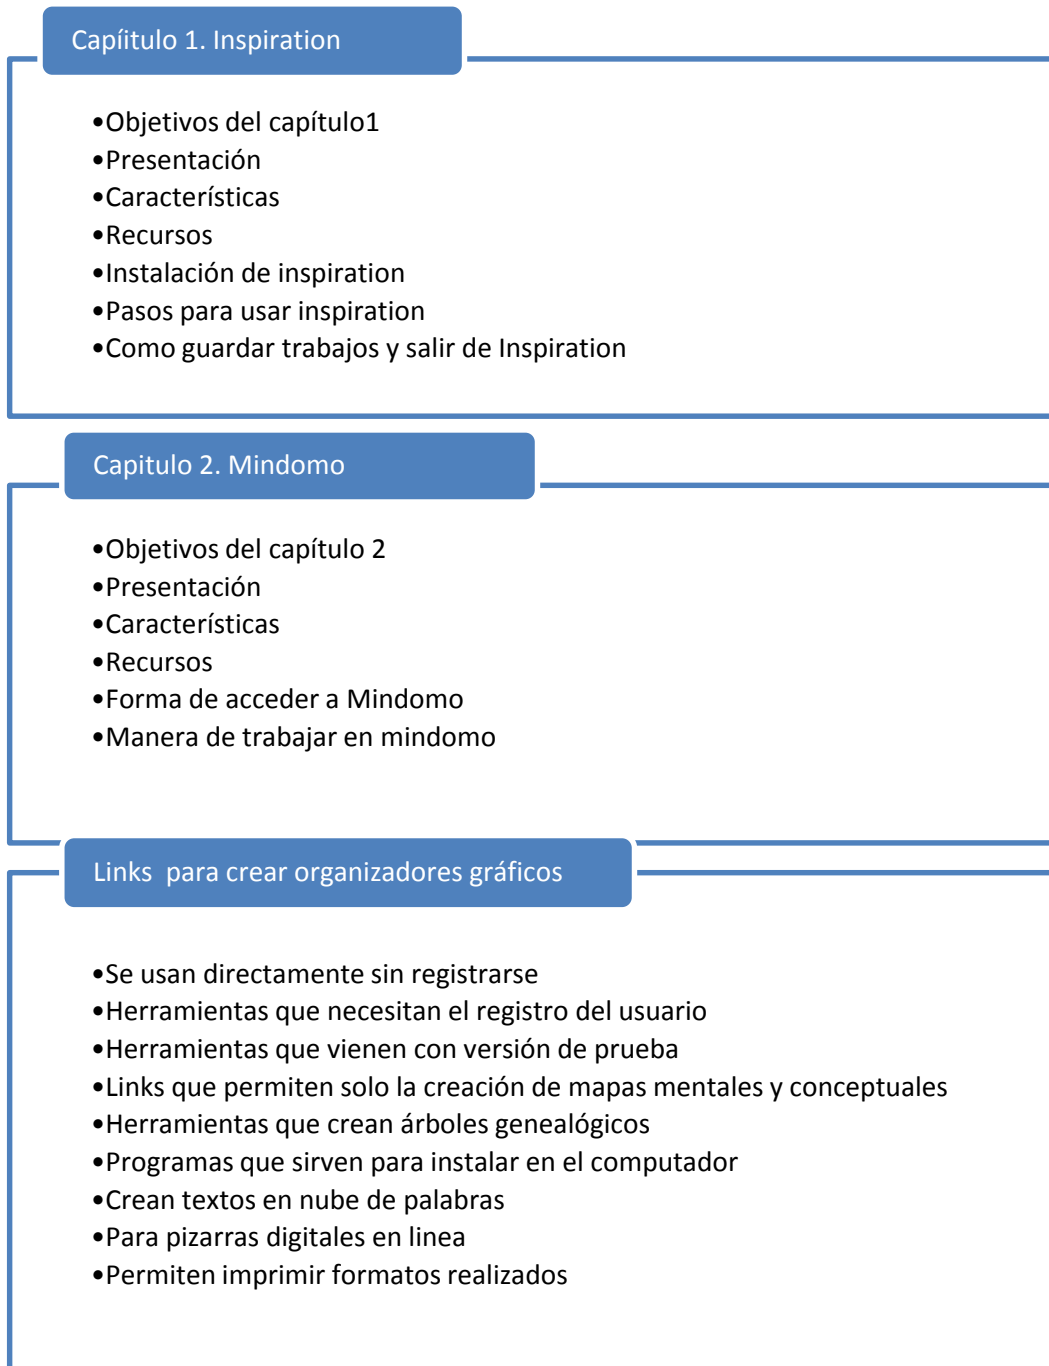 Capíitulo 1. Inspiration
•Objetivos del capítulo1
•Presentación
•Características
•Recursos
•Instalación de inspiration
•Pasos para usar inspiration
•Como guardar trabajos y salir de Inspiration
Capitulo 2. Mindomo
•Objetivos del capítulo 2
•Presentación
•Características
•Recursos
•Forma de acceder a Mindomo
•Manera de trabajar en mindomo
Links  para crear organizadores gráficos
•Se usan directamente sin registrarse
•Herramientas que necesitan el registro del usuario
•Herramientas que vienen con versión de prueba
•Links que permiten solo la creación de mapas mentales y conceptuales
•Herramientas que crean árboles genealógicos
•Programas que sirven para instalar en el computador
•Crean textos en nube de palabras
•Para pizarras digitales en linea
•Permiten imprimir formatos realizados